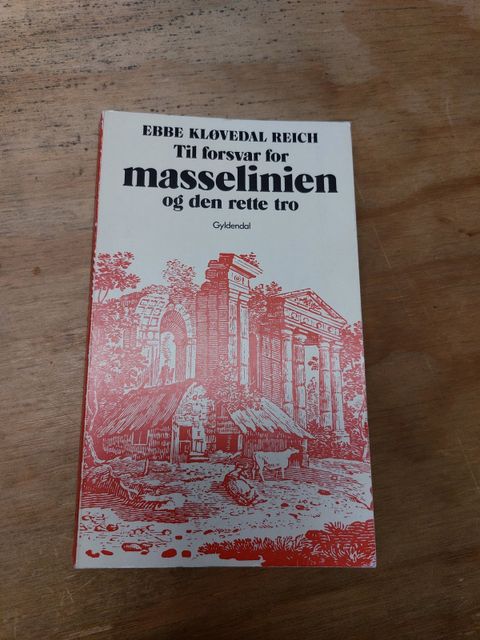 EBBE KLØVEDAL REICH
Til forsvar for
masselinien
og den rette tro
Gyldendal